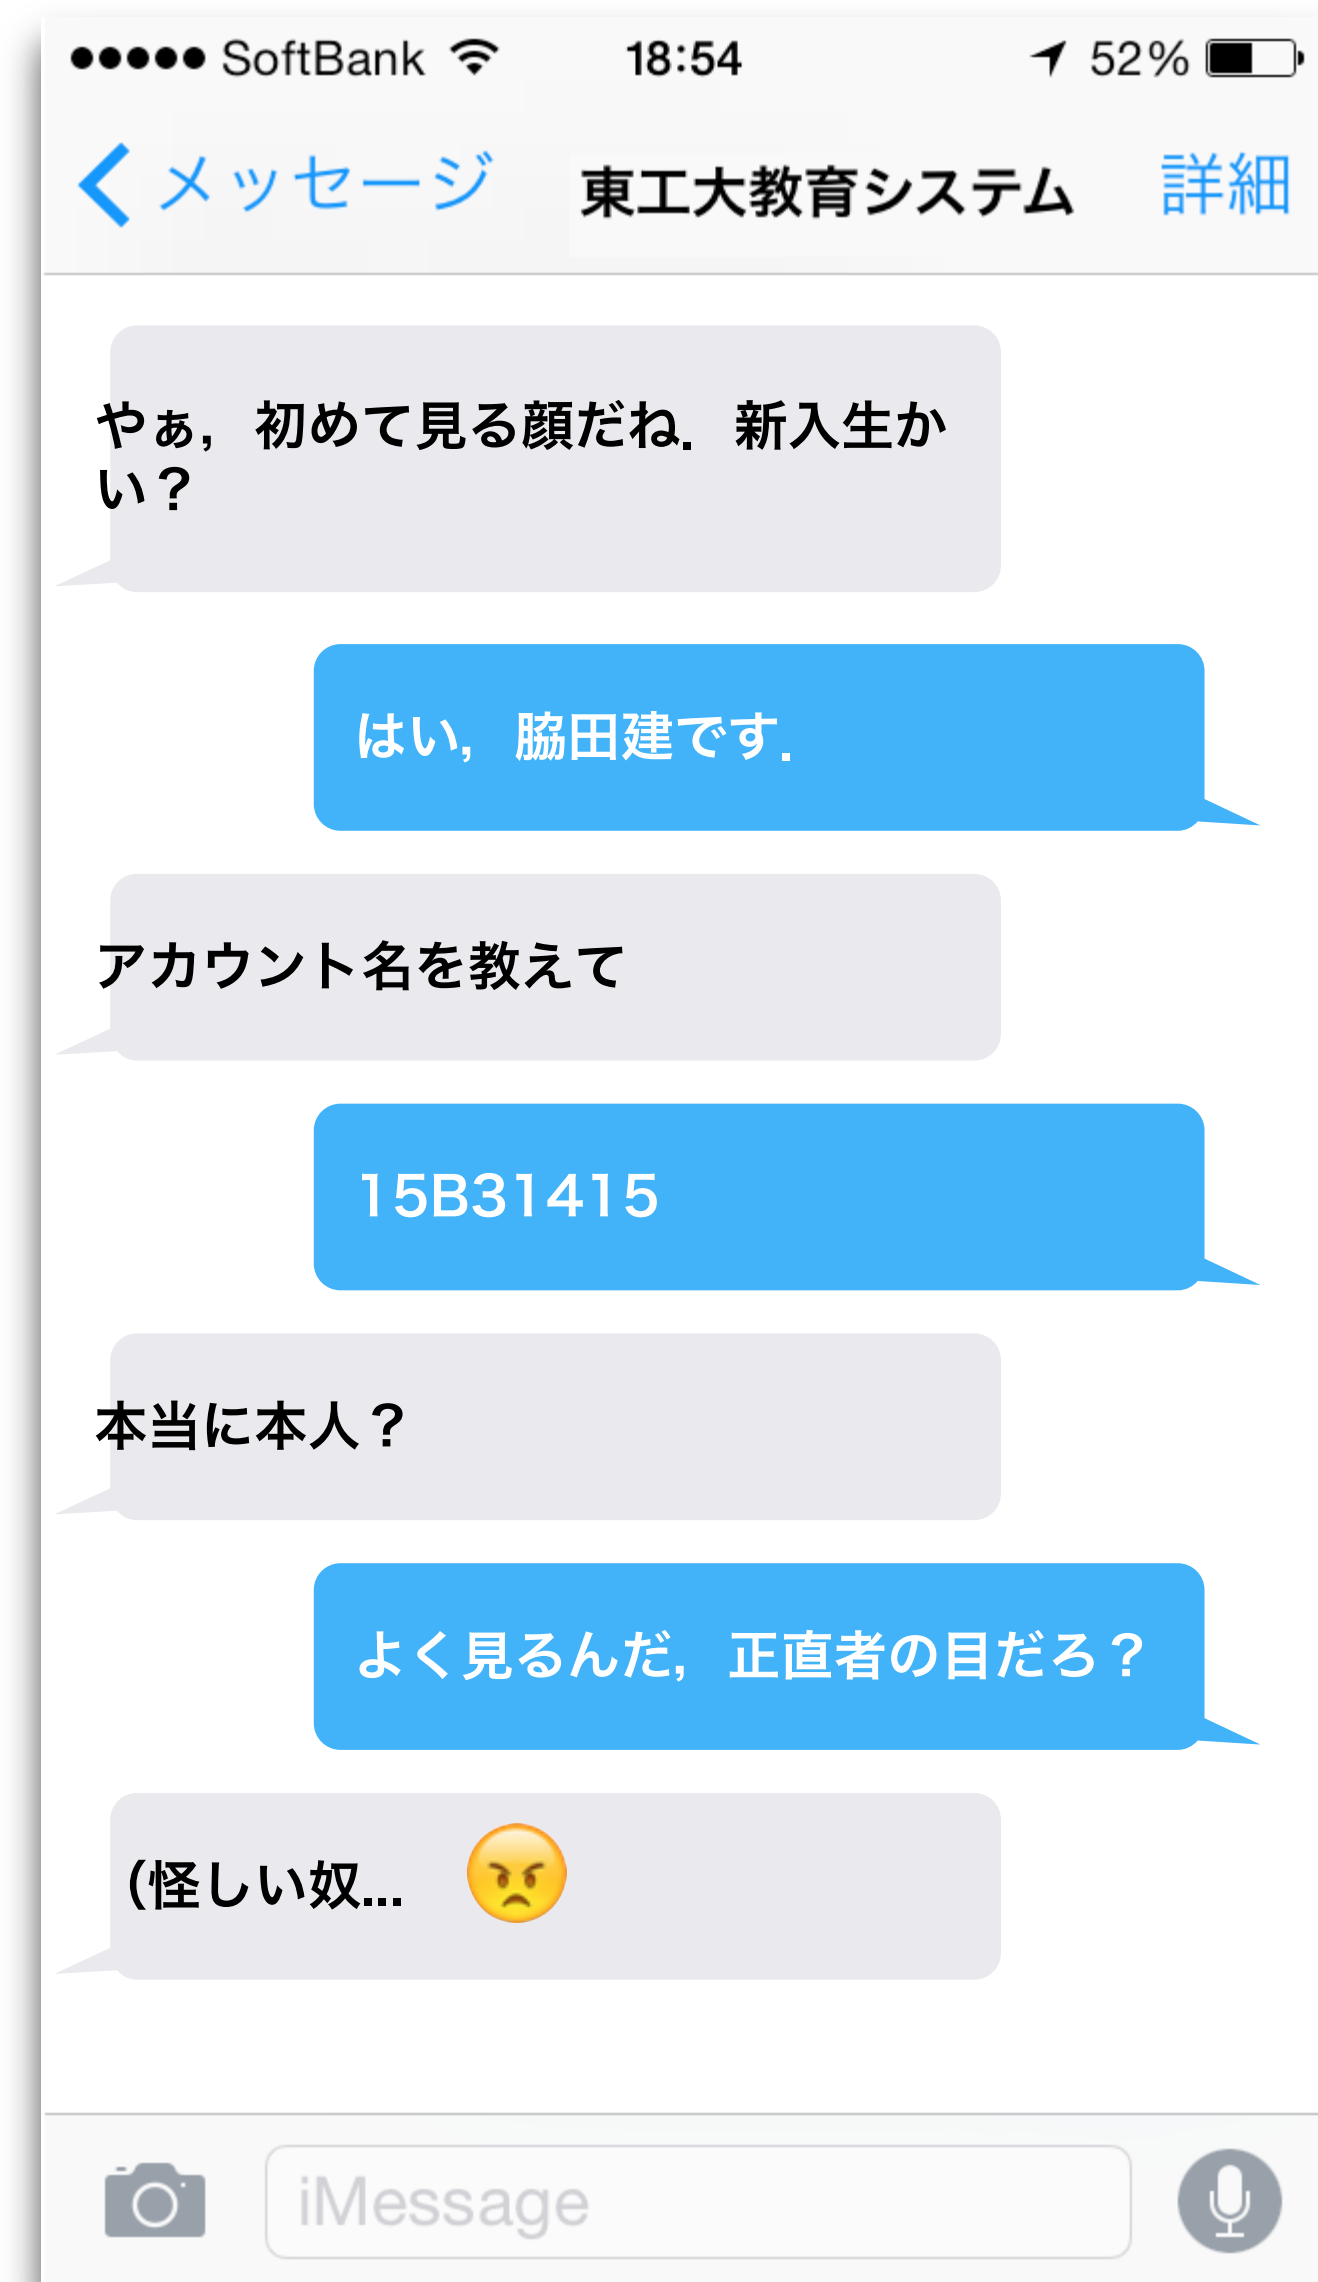 ●●●●● SoftBank 18:54 52%
メッセージ 東工大教育システム 詳細
やぁ，初めて見る顔だね．新入生か
い？
はい，脇田建です．
アカウント名を教えて
15B31415
本当に本人？
よく見るんだ，正直者の目だろ？
（怪しい奴... 😠
iMessage